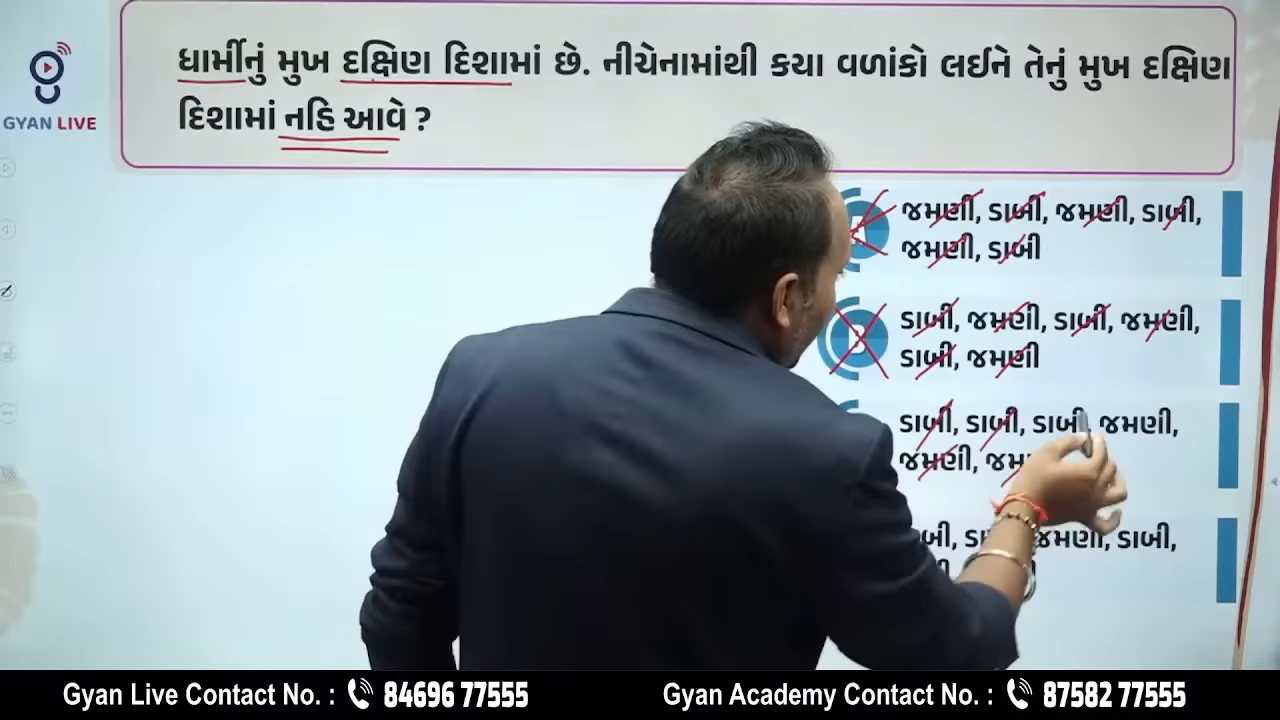 GYAN LIVE
ધાર્મીનું મુખ દક્ષિણ દિશામાં છે. નીચેનામાંથી કયા વળાંકો લઈને તેનું મુખ દક્ષિણ
દિશામાં નહિ આવે ?
A જમણી, ડાબી, જમણી, ડાબી,
જમણી, ડાબી
B ડાબી, જમણી, ડાબી, જમણી,
ડાબી, જમણી
ડાબી, ડાબી, ડાબી, જમણી,
જમણી,
જમણી, ડાબી,
Gyan Live Contact No. : 84696 77555
Gyan Academy Contact No. : 87582 77555